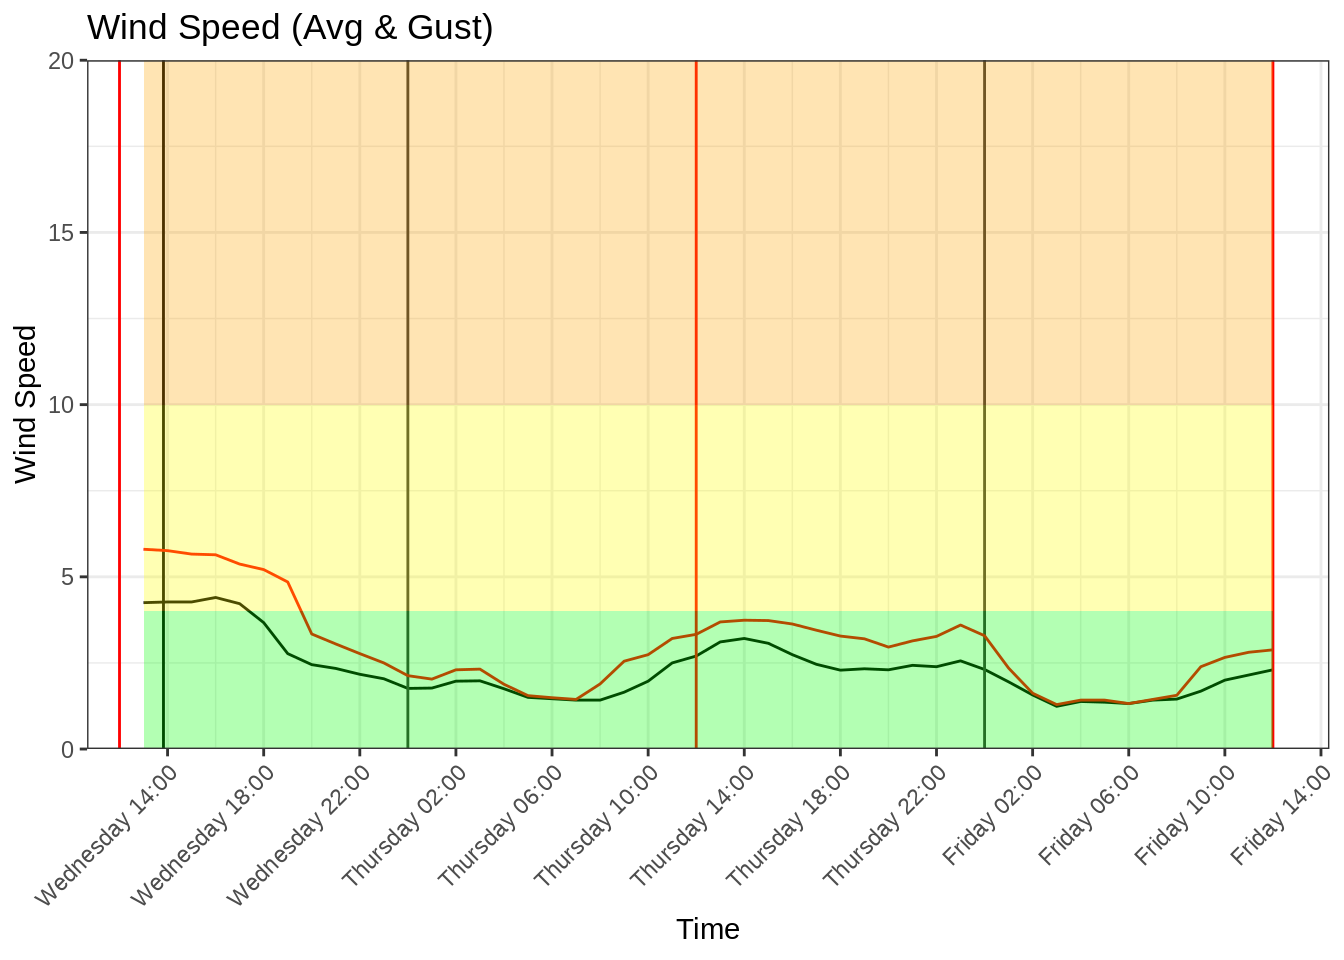 Wind Speed (Avg & Gust)
Wind Speed
20
15
10
5
0
Wednesday 14:00
Wednesday 18:00
Wednesday 22:00
Thursday 02:00
Thursday 06:00
Thursday 10:00
Thursday 14:00
Thursday 18:00
Thursday 22:00
Friday 02:00
Friday 06:00
Friday 10:00
Friday 14:00
Time